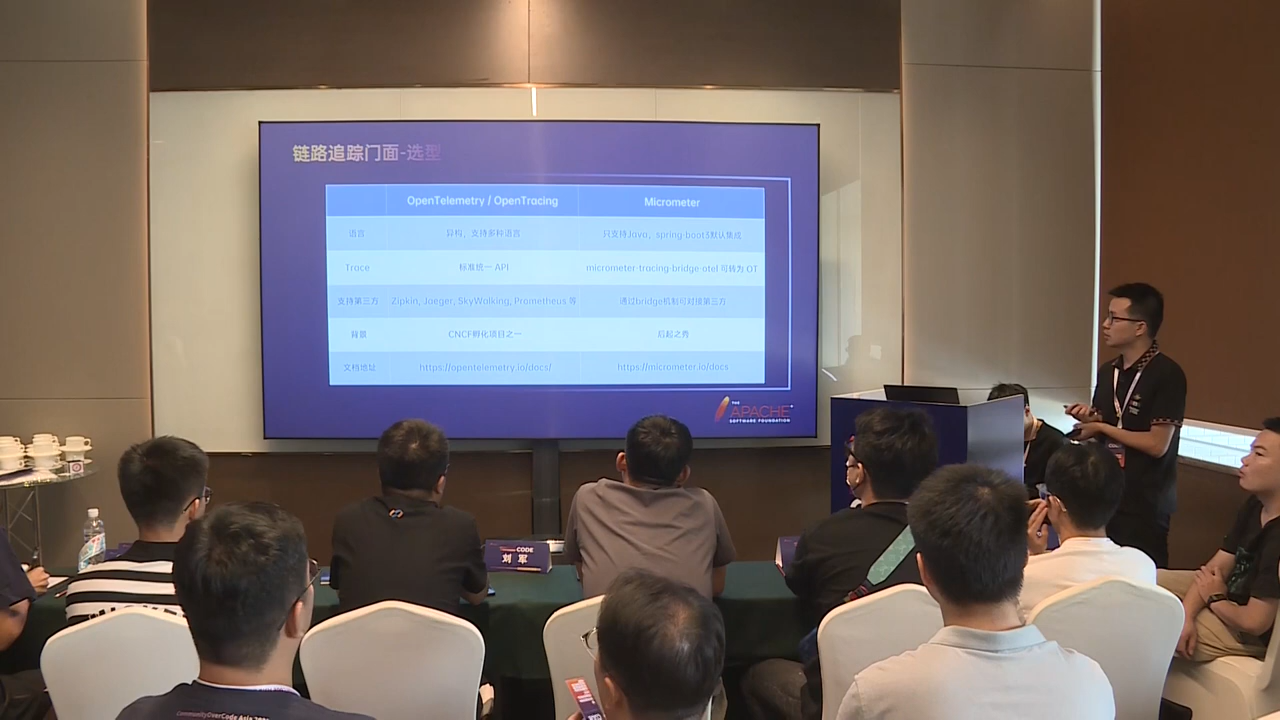 链路追踪门面-选型
OpenTelemetry / OpenTracing Micrometer
语言 异构，支持多种语言 只支持Java，spring-boot3默认集成
Trace 标准统一 API micrometer-tracing-bridge-otel 可转为 OT
支持第三方 Zipkin, Jaeger, SkyWalking, Prometheus 等 通过bridge机制可对接第三方
背景 CNCF孵化项目之一 后起之秀
文档地址 https://opentelemetry.io/docs/ https://micrometer.io/docs
THE
APACHE
SOFTWARE FOUNDATION
CODE
刘 军
CommunityOverCode Asia